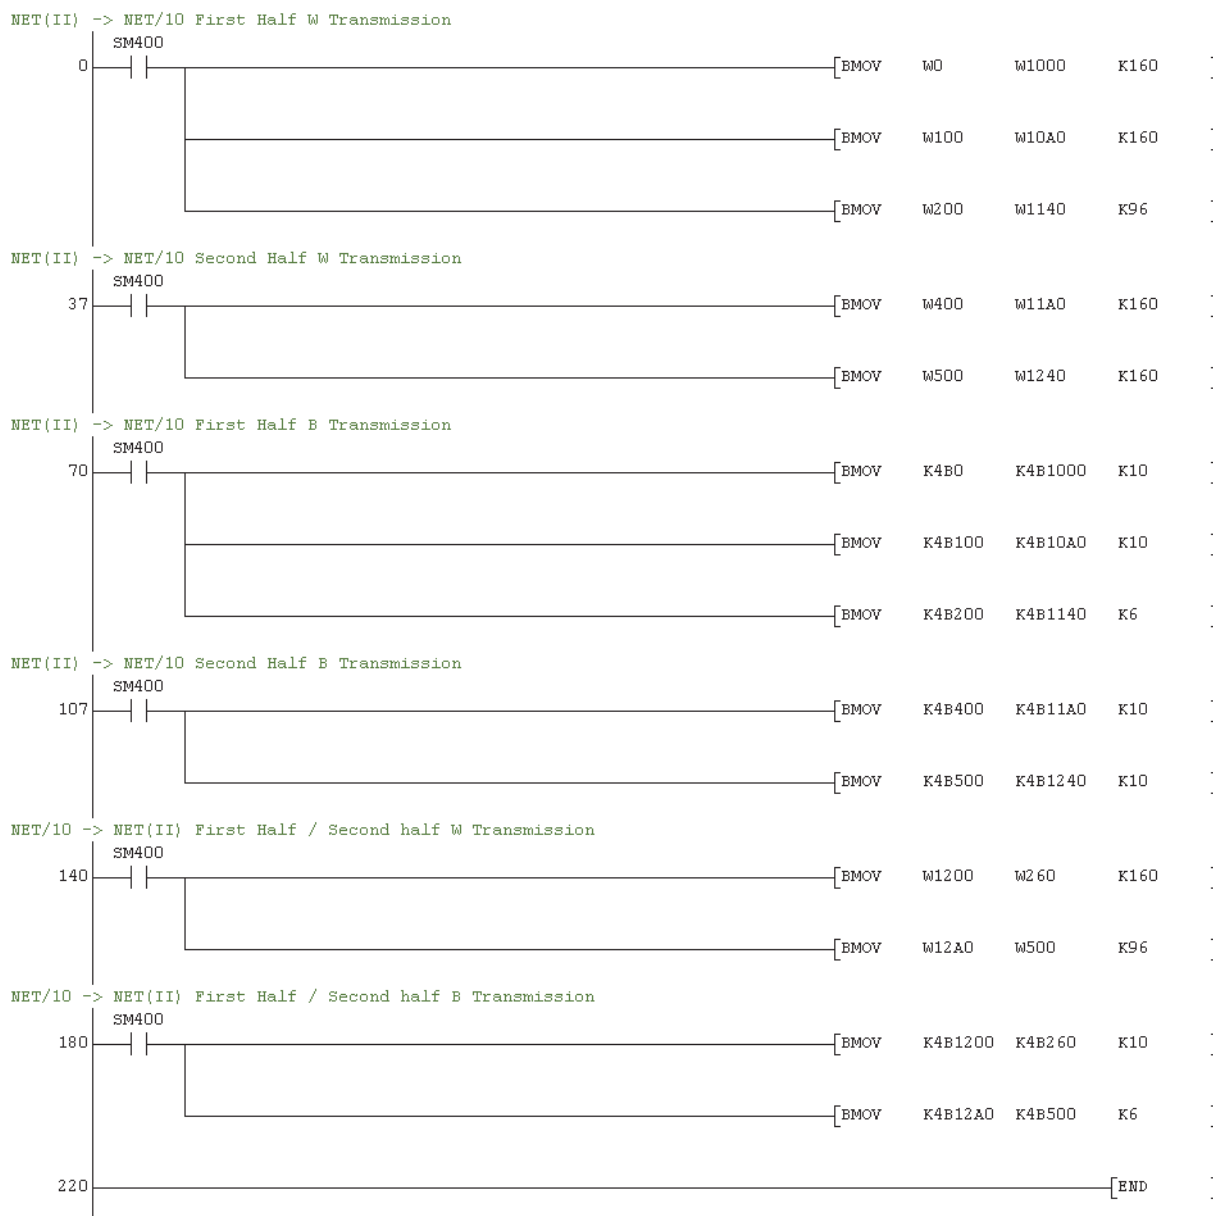 NET(II) -> NET/10 First Half W Transmission
SM400
0 [BMOV W0 W1000 K160 ]
[BMOV W100 W10A0 K160 ]
[BMOV W200 W1140 K96 ]
NET(II) -> NET/10 Second Half W Transmission
SM400
37 [BMOV W400 W11A0 K160 ]
[BMOV W500 W1240 K160 ]
NET(II) -> NET/10 First Half B Transmission
SM400
70 [BMOV K4B0 K4B1000 K10 ]
[BMOV K4B100 K4B10A0 K10 ]
[BMOV K4B200 K4B1140 K6 ]
NET(II) -> NET/10 Second Half B Transmission
SM400
107 [BMOV K4B400 K4B11A0 K10 ]
[BMOV K4B500 K4B1240 K10 ]
NET/10 -> NET(II) First Half / Second half W Transmission
SM400
140 [BMOV W1200 W260 K160 ]
[BMOV W12A0 W500 K96 ]
NET/10 -> NET(II) First Half / Second half B Transmission
SM400
180 [BMOV K4B1200 K4B260 K10 ]
[BMOV K4B12A0 K4B500 K6 ]
220 [END ]